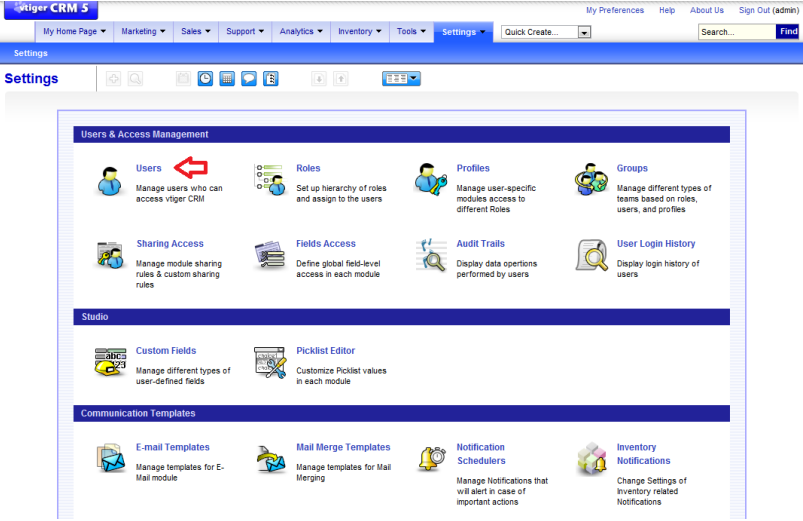 vtiger CRM 5
My Preferences Help About Us Sign Out (admin)
My Home Page Marketing Sales Support Analytics Inventory Tools Settings Quick Create... Search... Find
Settings
Settings
Users & Access Management
Users
Manage users who can
access vtiger CRM
Roles
Set up hierarchy of roles
and assign to the users
Profiles
Manage user-specific
modules access to
different Roles
Groups
Manage different types of
teams based on roles,
users, and profiles
Sharing Access
Manage module sharing
rules & custom sharing
rules
Fields Access
Define global field-level
access in each module
Audit Trails
Display data opertions
performed by users
User Login History
Display login history of
users
Studio
abc
Custom Fields
Manage different types of
user-defined fields
Picklist Editor
Customize Picklist values
in each module
Communication Templates
E-mail Templates
Manage templates for E-
Mail module
Mail Merge Templates
Manage templates for Mail
Merging
Notification
Schedulers
Manage Notifications that
will alert in case of
important actions
Inventory
Notifications
Change Settings of
Inventory related
Notifications